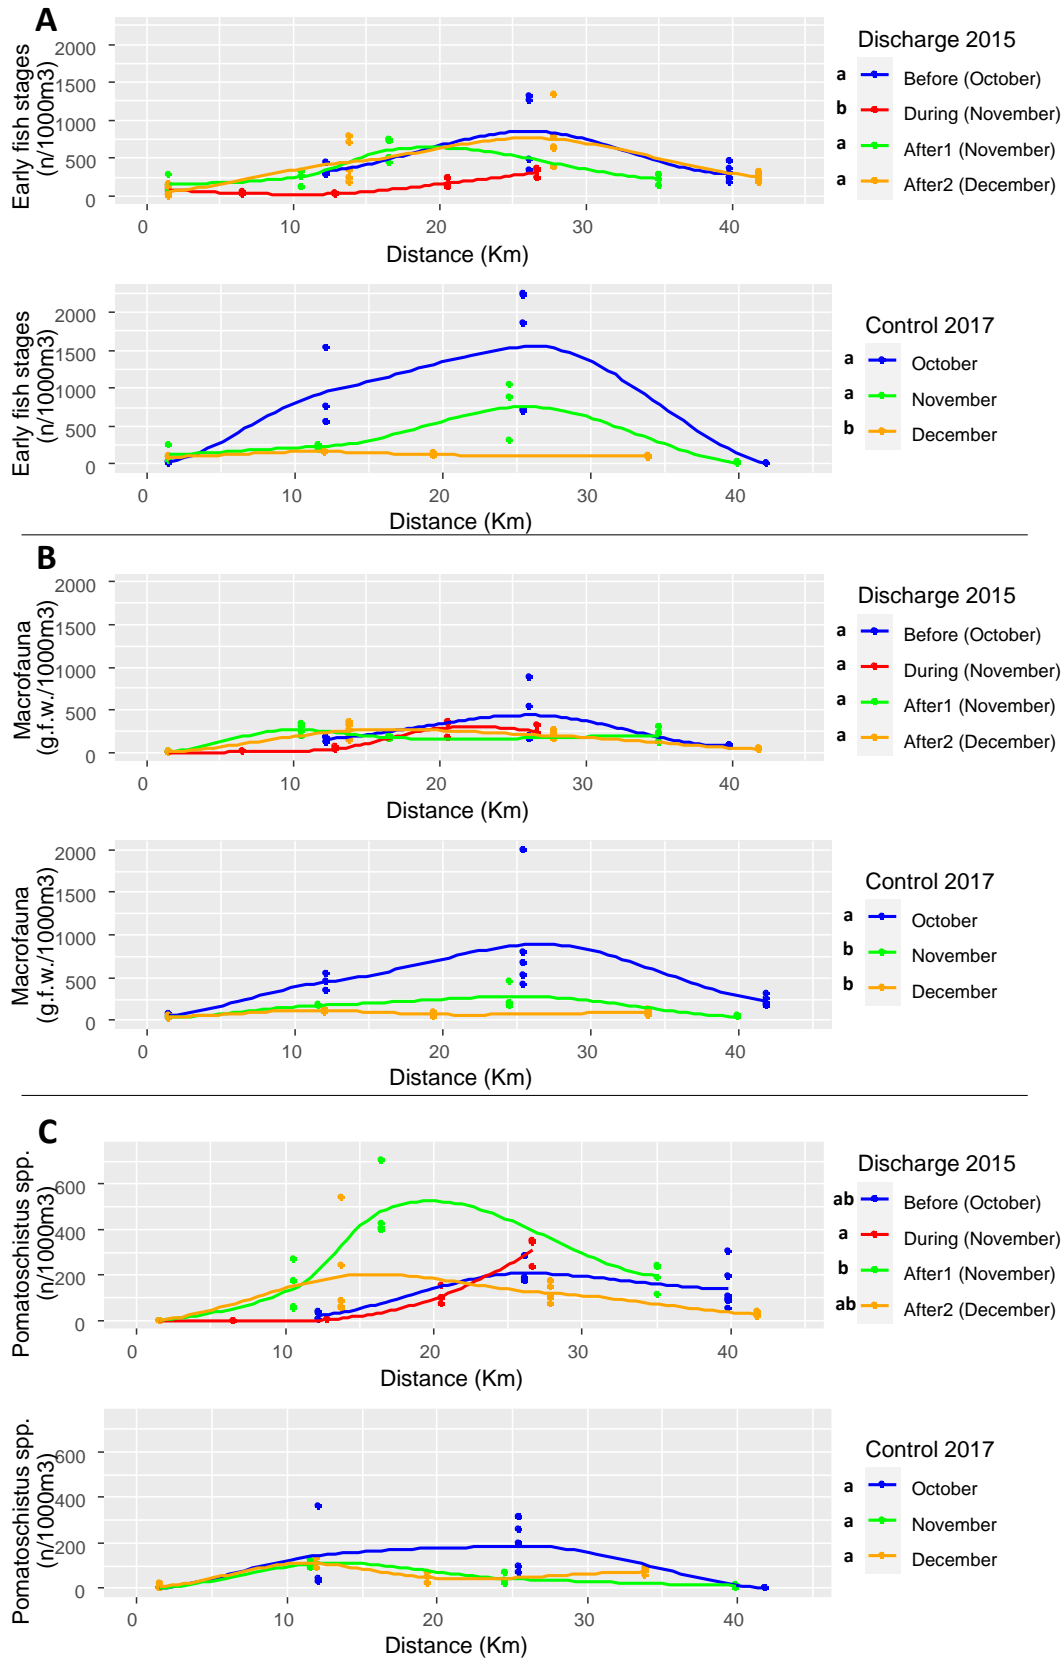 A
Early fish stages
(n/1000m3)
2000
1500
1000
500
0
0 10 20 30 40
Distance (Km)
Discharge 2015
a Before (October)
b During (November)
a After1 (November)
a After2 (December)
Early fish stages
(n/1000m3)
2000
1500
1000
500
0
0 10 20 30 40
Distance (Km)
Control 2017
a October
a November
b December
B
Macrofauna
(g.f.w./1000m3)
2000
1500
1000
500
0
0 10 20 30 40
Distance (Km)
Discharge 2015
a Before (October)
a During (November)
a After1 (November)
a After2 (December)
Macrofauna
(g.f.w./1000m3)
2000
1500
1000
500
0
0 10 20 30 40
Distance (Km)
Control 2017
a October
b November
b December
C
Pomatoschistus spp.
(n/1000m3)
600
400
200
0
0 10 20 30 40
Distance (Km)
Discharge 2015
ab Before (October)
a During (November)
b After1 (November)
ab After2 (December)
Pomatoschistus spp.
(n/1000m3)
600
400
200
0
0 10 20 30 40
Distance (Km)
Control 2017
a October
a November
a December